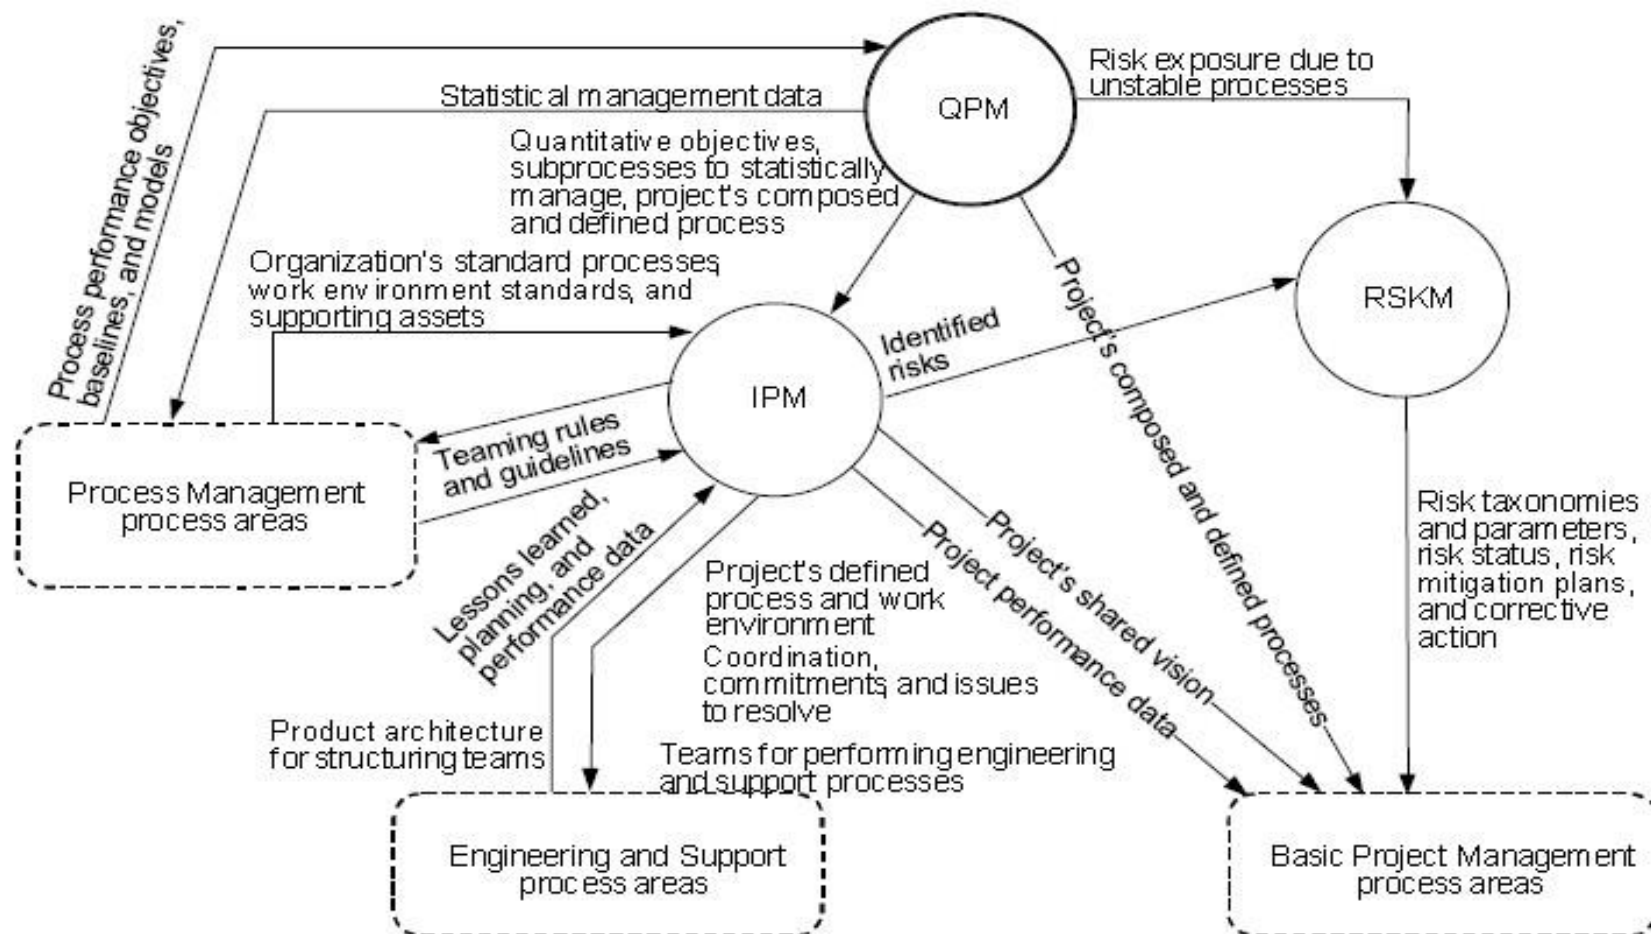 Process performance objectives,
baselines, and models
Statistical management data
QPM
Risk exposure due to
unstable processes
Quantitative objectives,
subprocesses to statistically
manage, project's composed
and defined process
Organization's standard processes,
work environment standards, and
supporting assets
Identified
risks
RSKM
IPM
Project's composed and defined processes
Teaming rules
and guidelines
Process Management
process areas
Lessons learned,
planning, and
performance data
Project's defined
process and work
environment
Coordination,
commitments, and issues
to resolve
Project's shared vision
Project performance data
Risk taxonomies
and parameters,
risk status, risk
mitigation plans,
and corrective
action
Product architecture
for structuring teams
Teams for performing engineering
and support processes
Engineering and Support
process areas
Basic Project Management
process areas